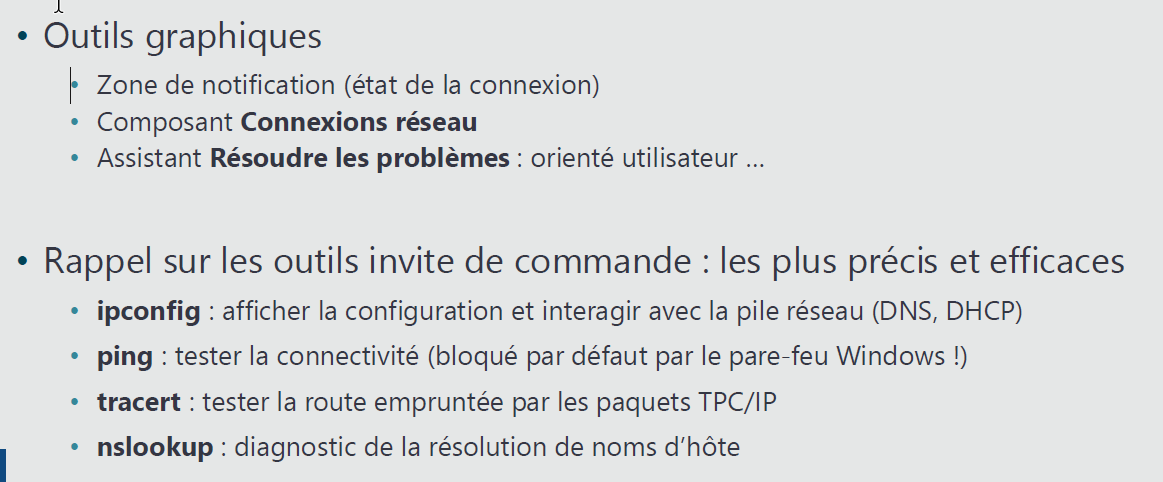 • Outils graphiques
• Zone de notification (état de la connexion)
• Composant Connexions réseau
• Assistant Résoudre les problèmes : orienté utilisateur ...
• Rappel sur les outils invite de commande : les plus précis et efficaces
• ipconfig : afficher la configuration et interagir avec la pile réseau (DNS, DHCP)
• ping : tester la connectivité (bloqué par défaut par le pare-feu Windows !)
• tracert : tester la route empruntée par les paquets TPC/IP
• nslookup : diagnostic de la résolution de noms d’hôte